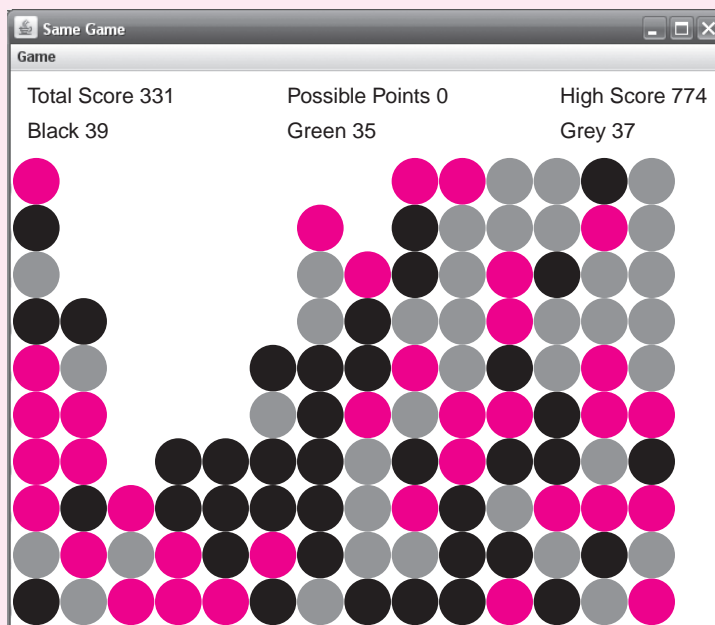 Same Game
Game
Total Score 331 Possible Points 0 High Score 774
Black 39 Green 35 Grey 37